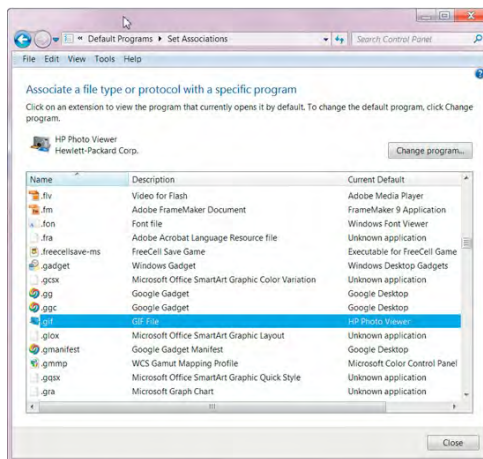 « Default Programs ▸ Set Associations
Search Control Panel
File Edit View Tools Help
Associate a file type or protocol with a specific program
Click on an extension to view the program that currently opens it by default. To change the default program, click Change
program.
HP Photo Viewer
Hewlett-Packard Corp.
Change program...
Name Description Current Default
.flv Video for Flash Adobe Media Player
.fm Adobe FrameMaker Document FrameMaker 9 Application
.fon Font file Windows Font Viewer
.fra Adobe Acrobat Language Resource file Unknown application
.freecellsave-ms FreeCell Save Game Executable for FreeCell Game
.gadget Windows Gadget Windows Desktop Gadgets
.gcsx Microsoft Office SmartArt Graphic Color Variation Unknown application
.gg Google Gadget Google Desktop
.ggc Google Gadget Google Desktop
.gif GIF File HP Photo Viewer
.glox Microsoft Office SmartArt Graphic Layout Unknown application
.gmanifest Google Gadget Manifest Google Desktop
.gmmp WCS Gamut Mapping Profile Microsoft Color Control Panel
.gqsx Microsoft Office SmartArt Graphic Quick Style Unknown application
.gra Microsoft Graph Chart Unknown application
Close